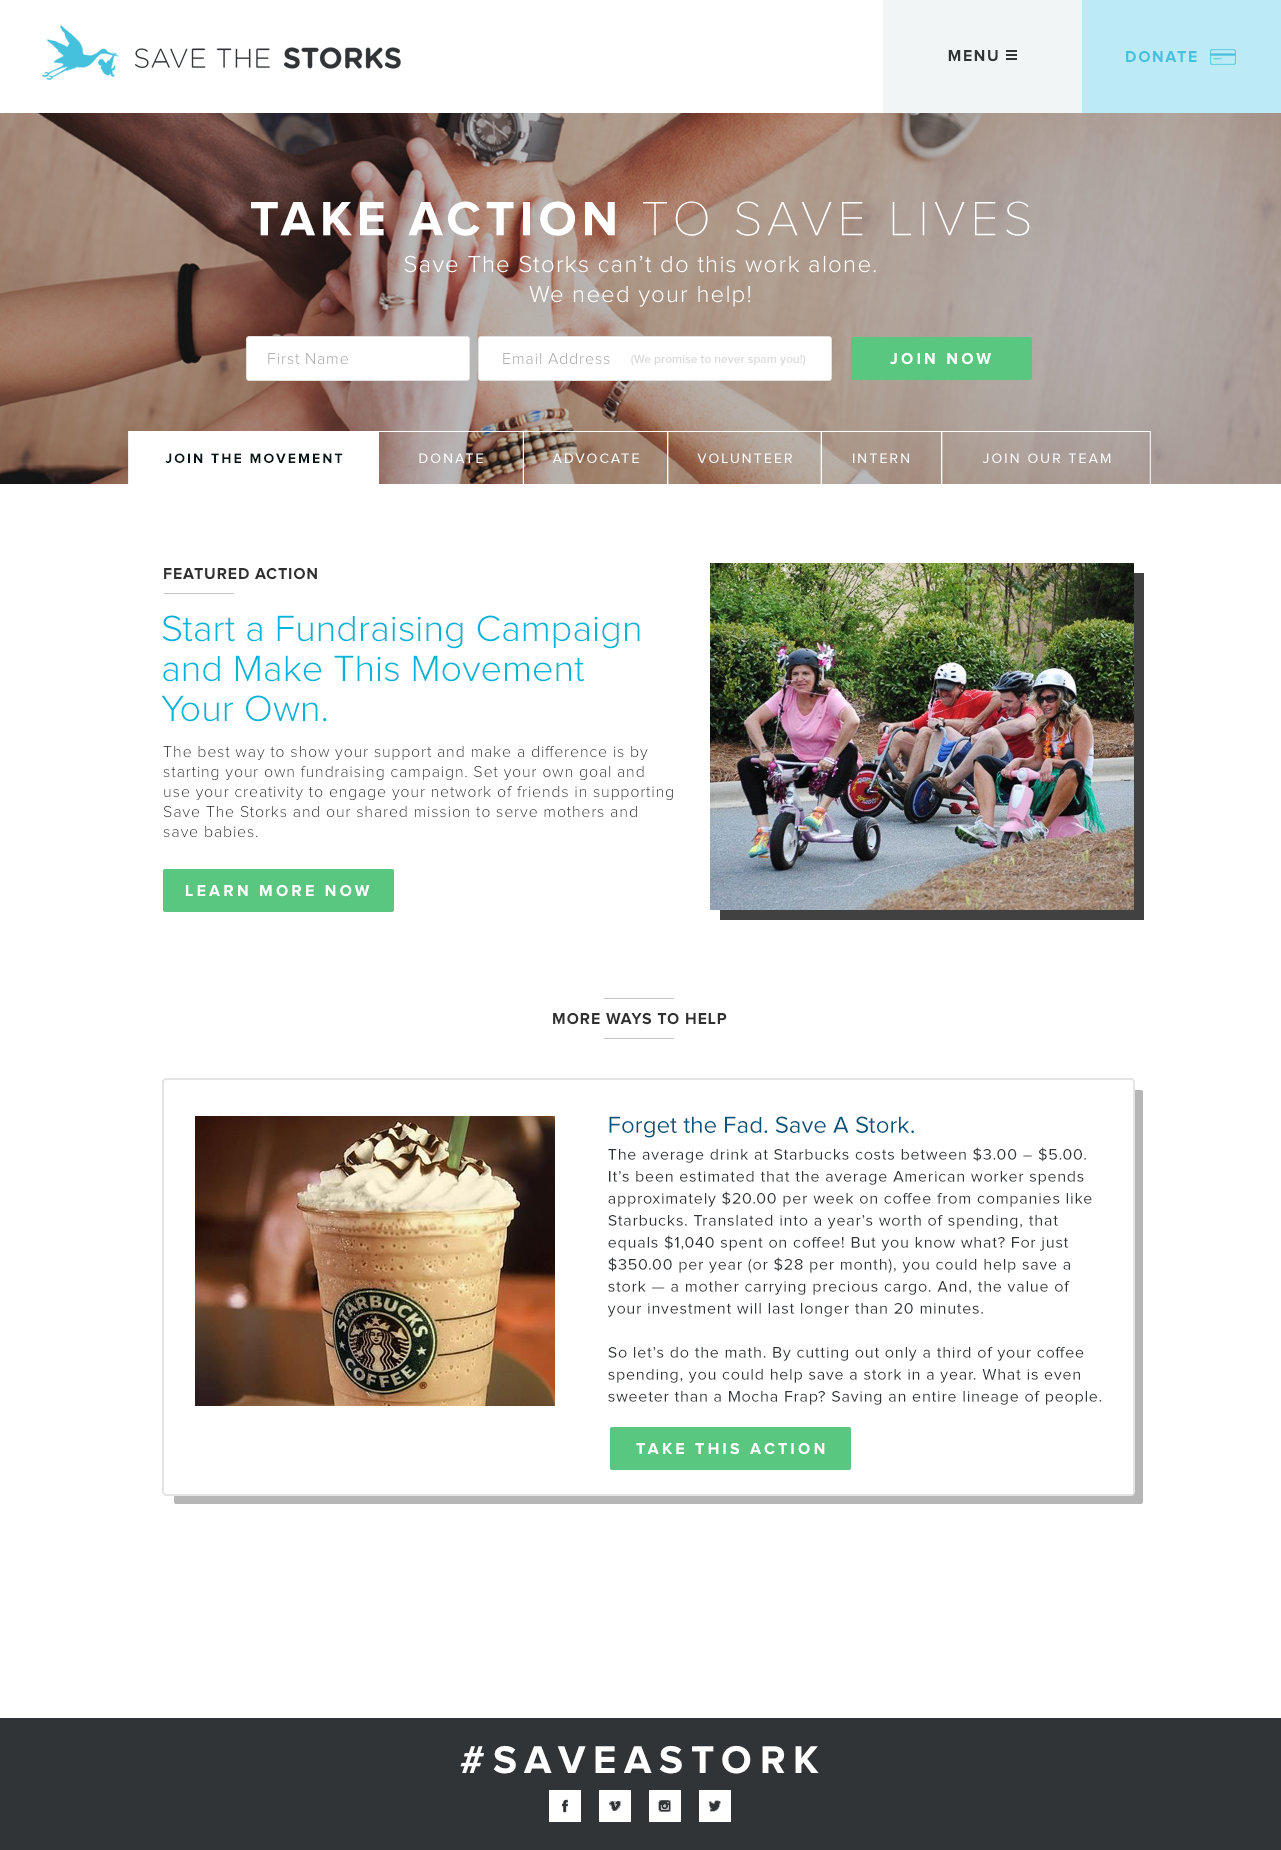 SAVE THE STORKS
MENU
DONATE
TAKE ACTION TO SAVE LIVES
Save The Storks can’t do this work alone.
We need your help!
First Name
Email Address (We promise to never spam you!)
JOIN NOW
JOIN THE MOVEMENT
DONATE
ADVOCATE
VOLUNTEER
INTERN
JOIN OUR TEAM
FEATURED ACTION
Start a Fundraising Campaign
and Make This Movement
Your Own.
The best way to show your support and make a difference is by
starting your own fundraising campaign. Set your own goal and
use your creativity to engage your network of friends in supporting
Save The Storks and our shared mission to serve mothers and
save babies.
LEARN MORE NOW
MORE WAYS TO HELP
STARBUCKS
COFFEE
®
Forget the Fad. Save A Stork.
The average drink at Starbucks costs between $3.00 – $5.00.
It’s been estimated that the average American worker spends
approximately $20.00 per week on coffee from companies like
Starbucks. Translated into a year’s worth of spending, that
equals $1,040 spent on coffee! But you know what? For just
$350.00 per year (or $28 per month), you could help save a
stork — a mother carrying precious cargo. And, the value of
your investment will last longer than 20 minutes.
So let’s do the math. By cutting out only a third of your coffee
spending, you could help save a stork in a year. What is even
sweeter than a Mocha Frap? Saving an entire lineage of people.
TAKE THIS ACTION
#SAVEASTORK